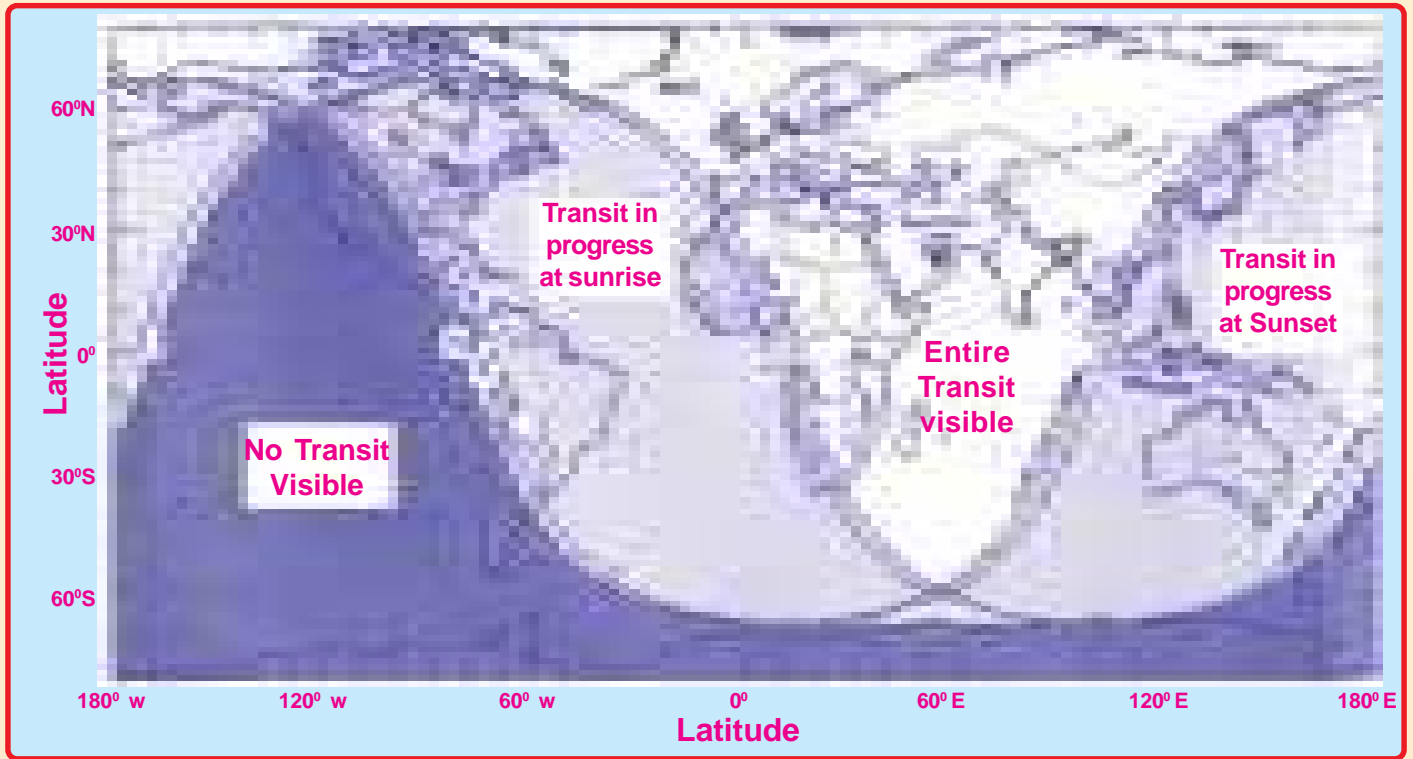 60⁰N
30⁰N
0⁰
30⁰S
60⁰S
Latitude
Transit in
progress
at sunrise
Transit in
progress
at Sunset
Entire
Transit
visible
No Transit
Visible
180⁰ w
120⁰ w
60⁰ w
0⁰
60⁰ E
120⁰ E
180⁰ E
Latitude